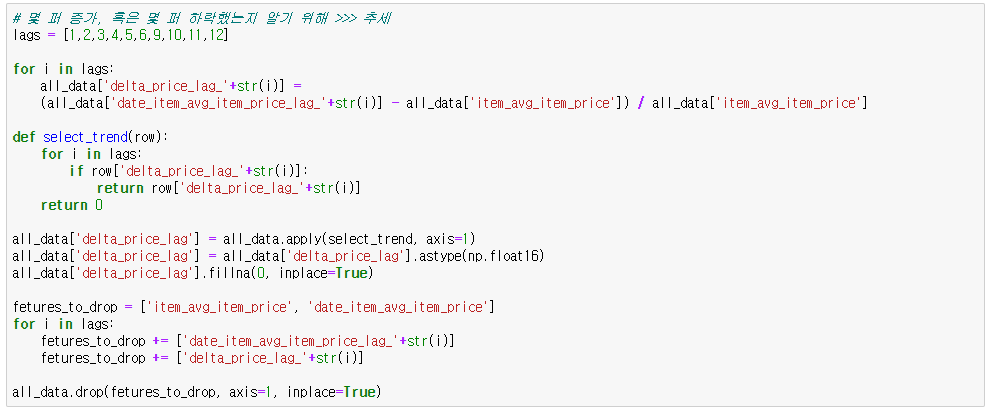 # 몇 퍼 증가, 혹은 몇 퍼 하락했는지 알기 위해 >>> 추세
lags = [1,2,3,4,5,6,9,10,11,12]

for i in lags:
    all_data['delta_price_lag_'+str(i)] =
    (all_data['date_item_avg_item_price_lag_'+str(i)] - all_data['item_avg_item_price']) / all_data['item_avg_item_price']

def select_trend(row):
    for i in lags:
        if row['delta_price_lag_'+str(i)]:
            return row['delta_price_lag_'+str(i)]
    return 0

all_data['delta_price_lag'] = all_data.apply(select_trend, axis=1)
all_data['delta_price_lag'] = all_data['delta_price_lag'].astype(np.float16)
all_data['delta_price_lag'].fillna(0, inplace=True)

fetures_to_drop = ['item_avg_item_price', 'date_item_avg_item_price']
for i in lags:
    fetures_to_drop += ['date_item_avg_item_price_lag_'+str(i)]
    fetures_to_drop += ['delta_price_lag_'+str(i)]

all_data.drop(fetures_to_drop, axis=1, inplace=True)